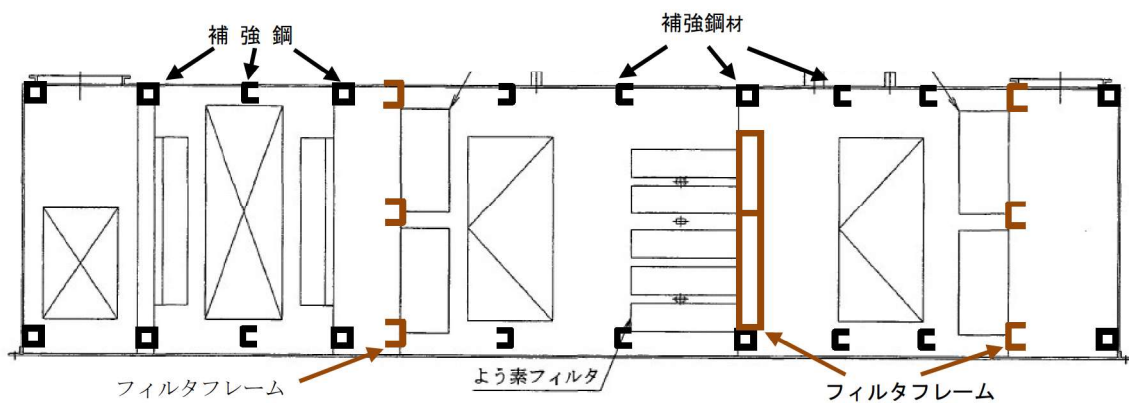 補 強 鋼
補強鋼材
フィルタフレーム
よう素フィルタ
フィルタフレーム